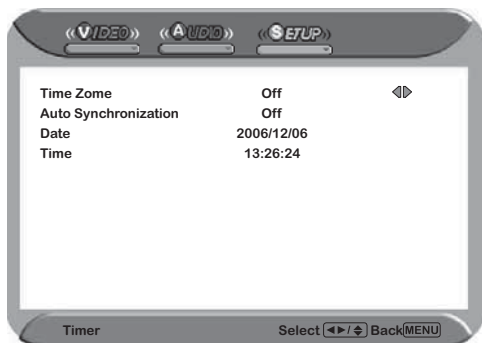 VIDEO AUDIO SETUP
Time Zome Off
Auto Synchronization Off
Date 2006/12/06
Time 13:26:24
Timer Select ◀▶/◆ Back MENU